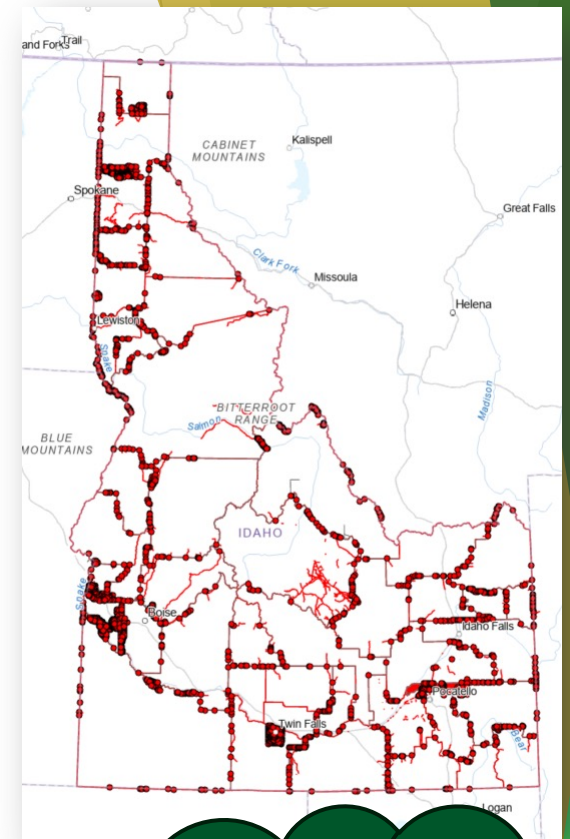 Trail
and Forks
CABINET
MOUNTAINS
Kalispell
Spokane
Great Falls
Clark Fork
Missoula
Helena
Lewiston
Snake
Madison
BITTERROOT
RANGE
Salmon
BLUE
MOUNTAINS
IDAHO
Snake
Boise
Idaho Falls
Pocatello
Twin Falls
Bear
Logan